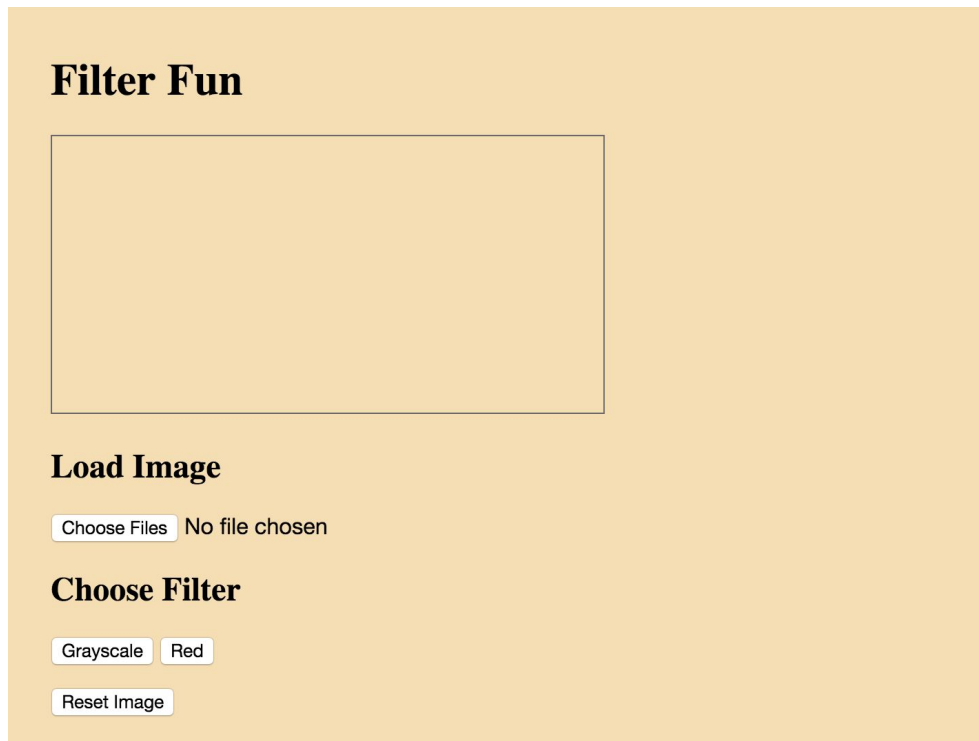 Filter Fun
Load Image
Choose Files No file chosen
Choose Filter
Grayscale Red
Reset Image